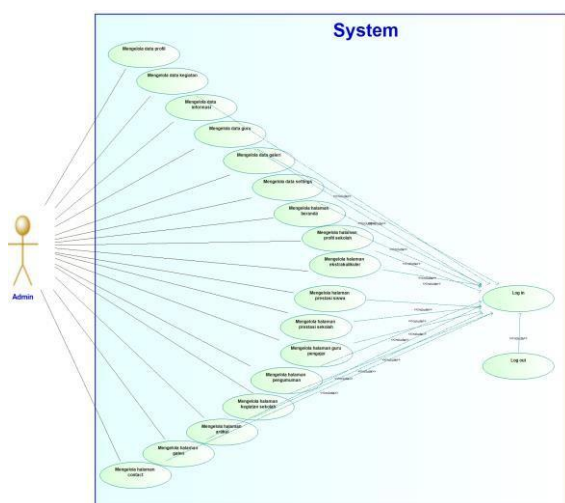 System
Mengelola data profil
Mengelola data kegiatan
Mengelola data
informasi
Mengelola data guru
Mengelola data galeri
Mengelola data settings
Mengelola halaman
beranda
Mengelola halaman
profil sekolah
Mengelola halaman
ekstrakulikuler
Mengelola halaman
prestasi siswa
Mengelola halaman
prestasi sekolah
Mengelola halaman guru
pengajar
Mengelola halaman
pengumuman
Mengelola halaman
kegiatan sekolah
Mengelola halaman
artikel
Mengelola halaman
galeri
Mengelola halaman
contact
Admin
Log in
Log out